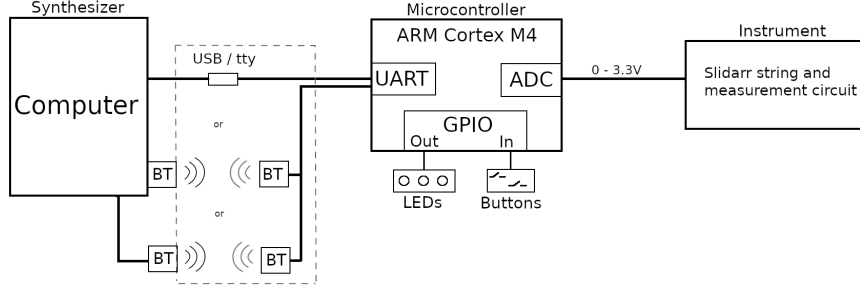 Synthesizer
Computer
USB / tty
or
BT
BT
or
BT
BT
Microcontroller
ARM Cortex M4
UART
ADC
GPIO
Out
In
LEDs
Buttons
0 - 3.3V
Instrument
Slidarr string and
measurement circuit